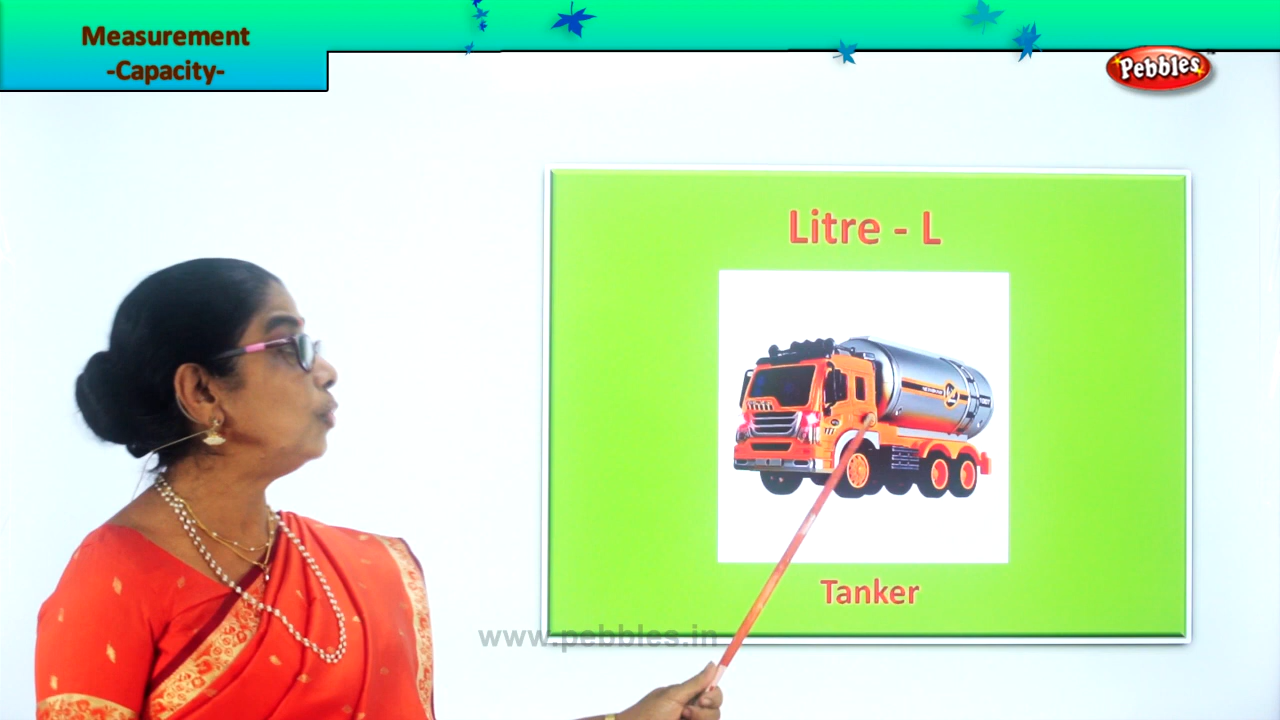 Measurement
-Capacity-
Pebbles
Litre - L
Tanker
www.pebbles.in